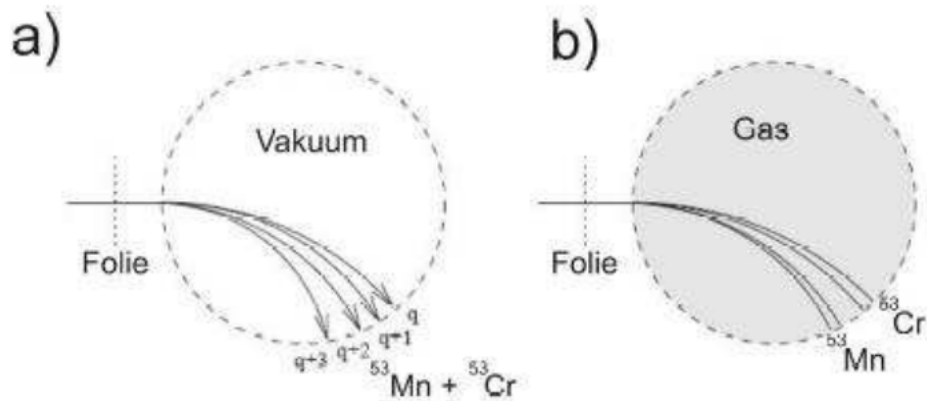 a)
Vakuum
Folie
q
q+1
q+2
q+3
53Mn + 53Cr
b)
Gas
Folie
53Cr
53Mn